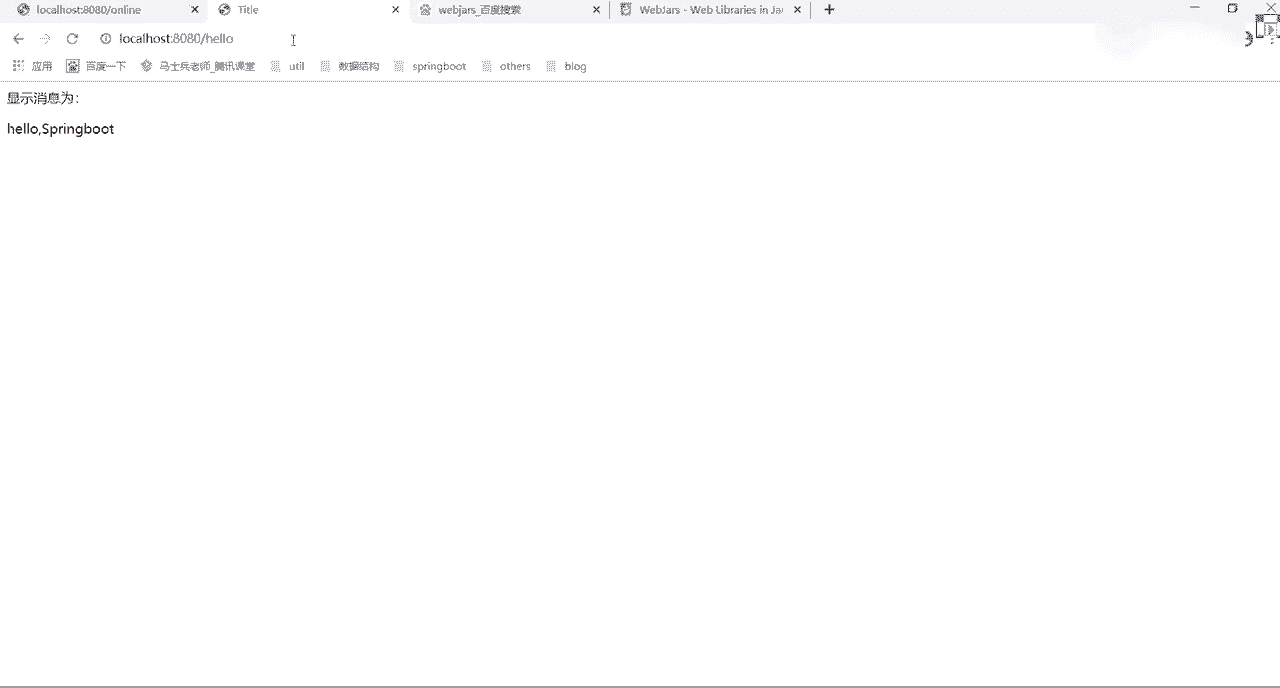 localhost:8080/online Title webjars_百度搜索 WebJars - Web Libraries in Ja
localhost:8080/hello
应用 百度一下 马士兵老师_腾讯课堂 util 数据结构 springboot others blog
显示消息为：
hello,Springboot